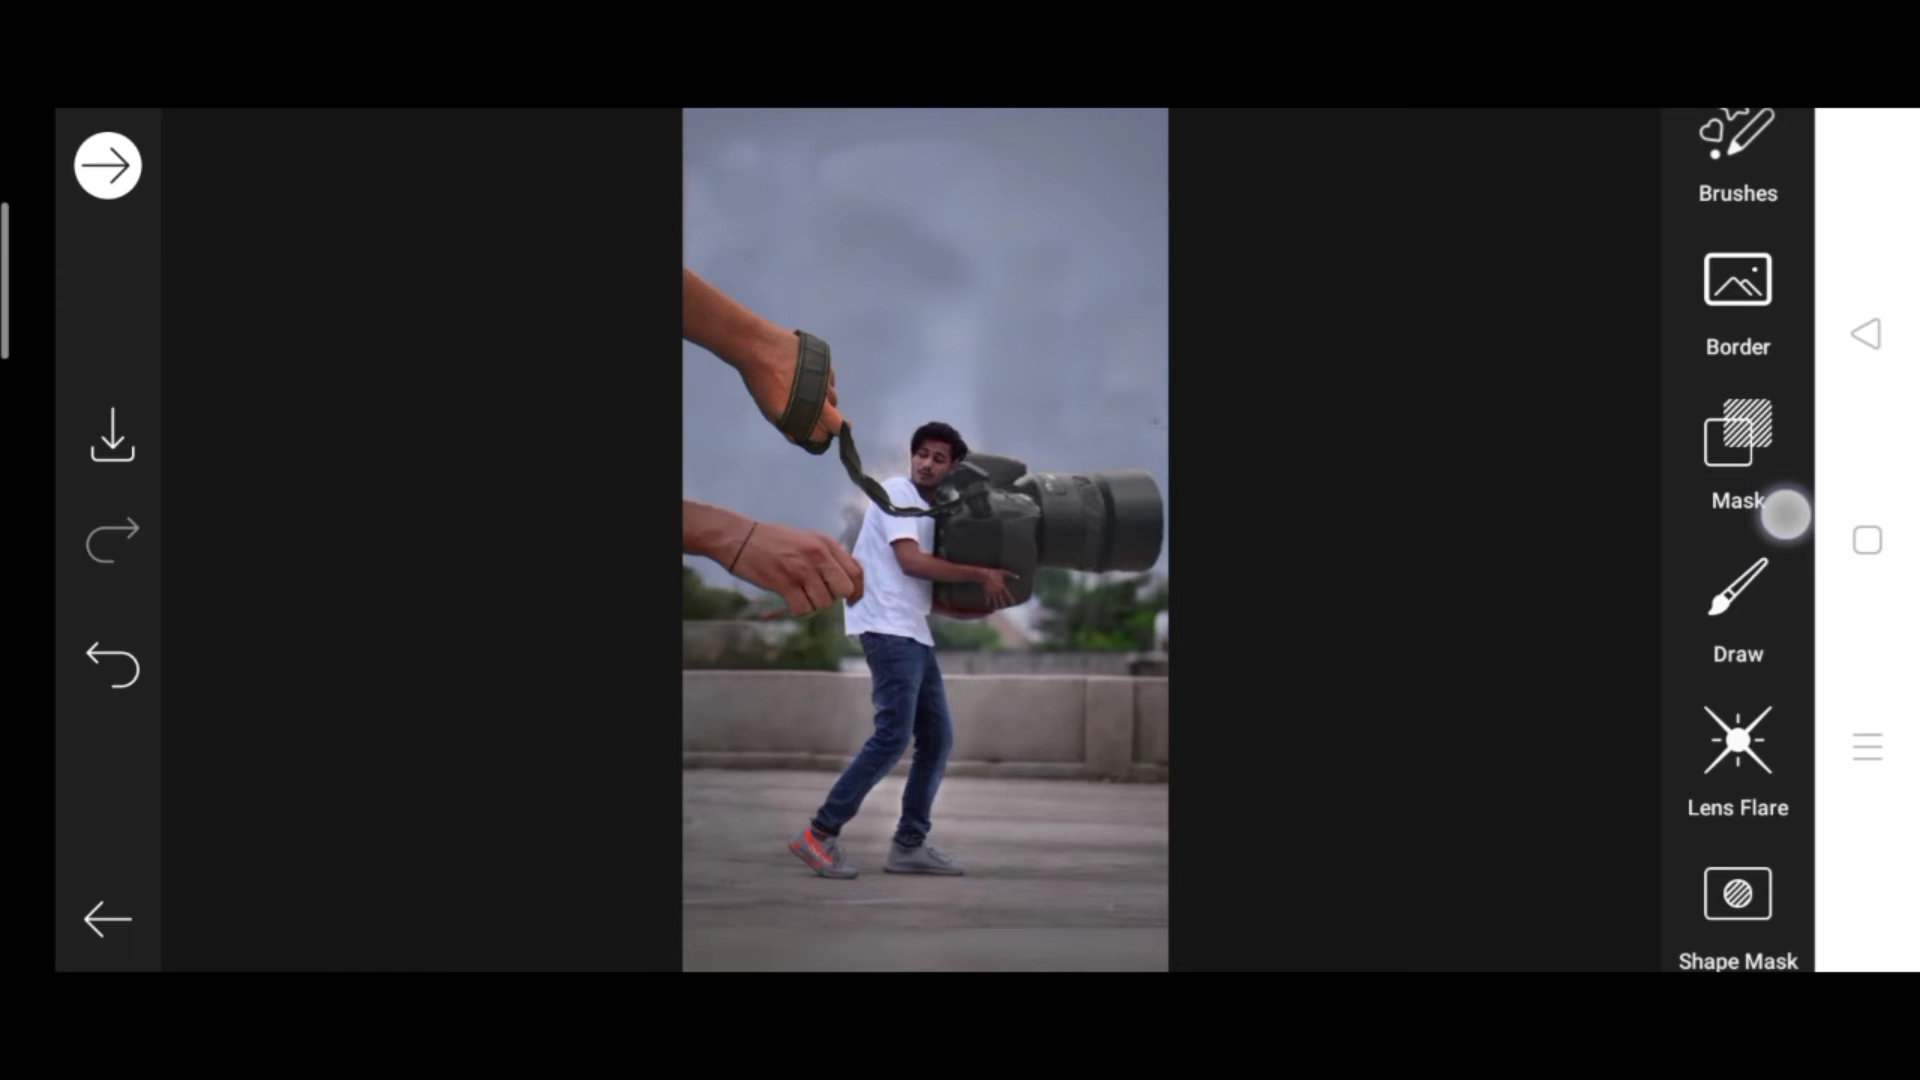 Brushes
Border
Mask
Draw
Lens Flare
Shape Mask